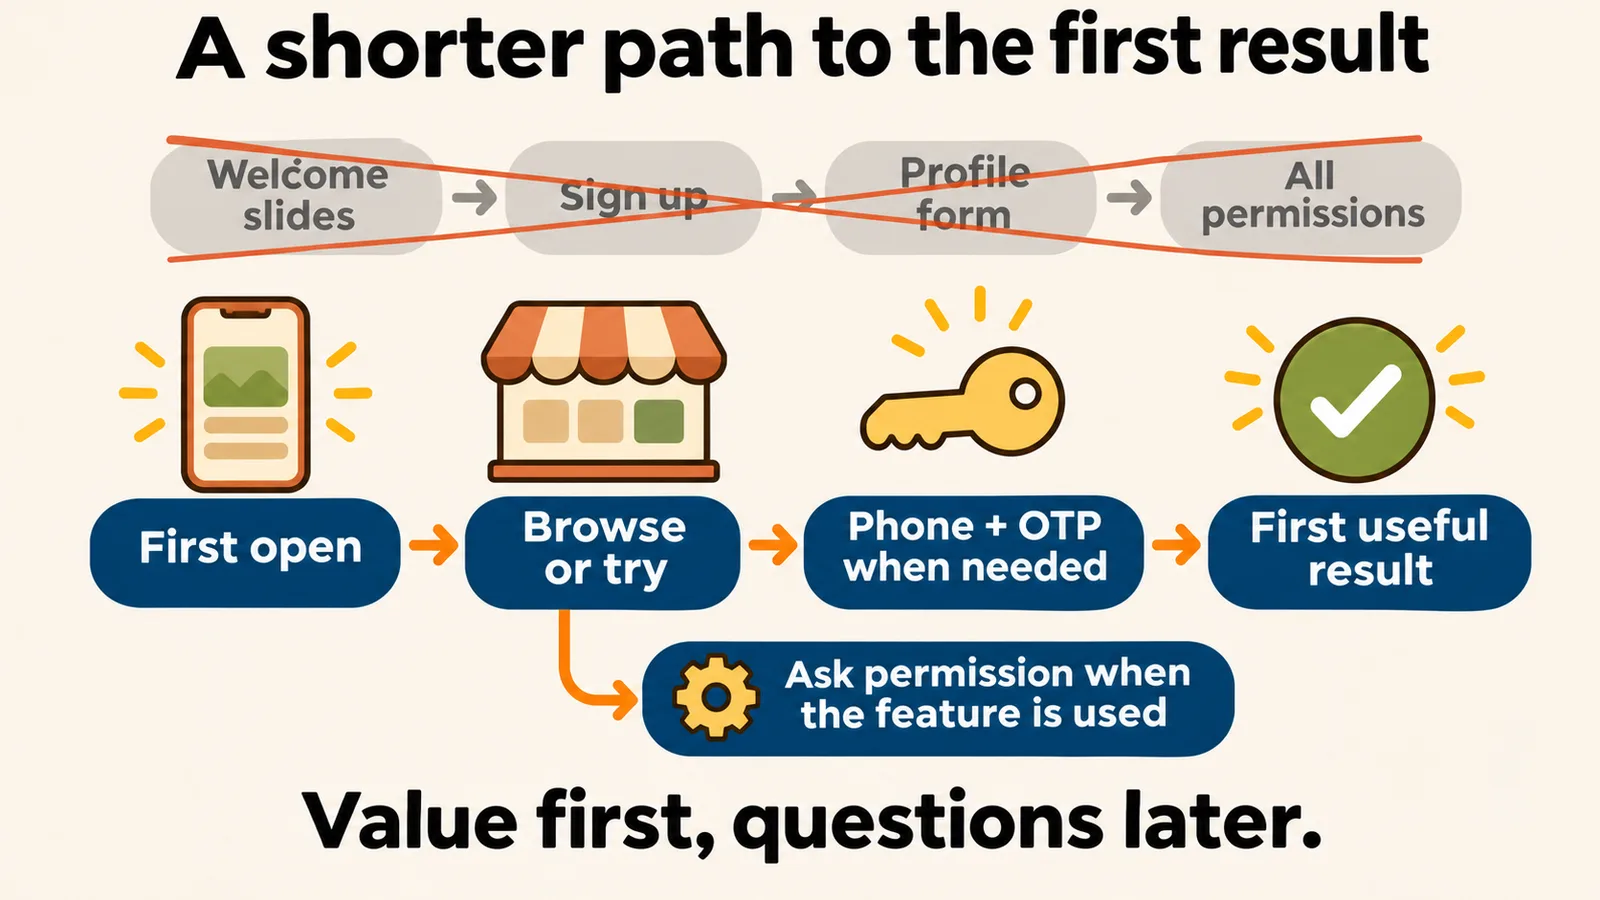 A shorter path to the first result
Welcome
slides
Sign up
Profile
form
All
permissions
First open
Browse
or try
Phone + OTP
when needed
First useful
result
Ask permission when
the feature is used
Value first, questions later.